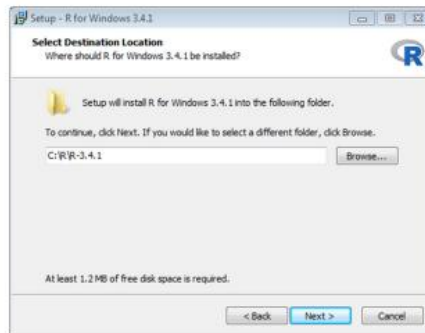 Setup - R for Windows 3.4.1
Select Destination Location
Where should R for Windows 3.4.1 be installed?
R
Setup will install R for Windows 3.4.1 into the following folder.
To continue, click Next. If you would like to select a different folder, click Browse.
C:\R\R-3.4.1
Browse...
At least 1.2 MB of free disk space is required.
< Back
Next >
Cancel